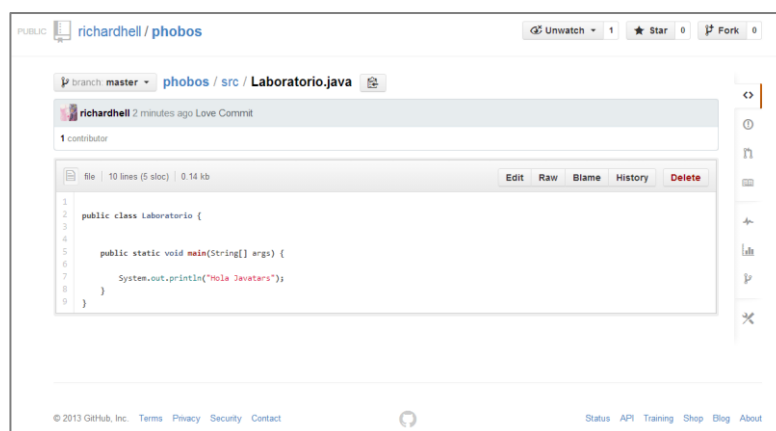 PUBLIC richardhell / phobos Unwatch 1 Star 0 Fork 0
branch: master phobos / src / Laboratorio.java
richardhell 2 minutes ago Love Commit
1 contributor
file 10 lines (5 sloc) 0.14 kb Edit Raw Blame History Delete
1
2 public class Laboratorio {
3
4
5 public static void main(String[] args) {
6
7 System.out.println("Hola Javatars");
8 }
9 }
© 2013 GitHub, Inc. Terms Privacy Security Contact Status API Training Shop Blog About